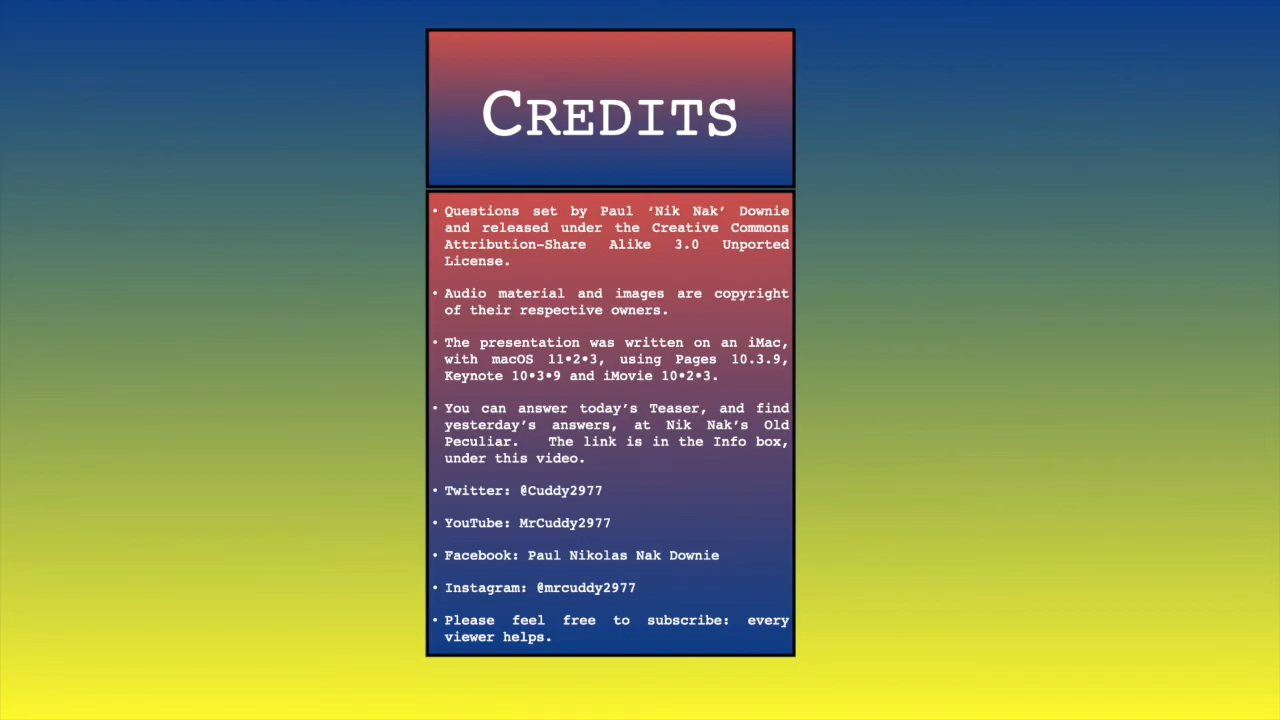 CREDITS
• Questions set by Paul ‘Nik Nak’ Downie
and released under the Creative Commons
Attribution-Share Alike 3.0 Unported
License.
• Audio material and images are copyright
of their respective owners.
• The presentation was written on an iMac,
with macOS 11•2•3, using Pages 10.3.9,
Keynote 10•3•9 and iMovie 10•2•3.
• You can answer today’s Teaser, and find
yesterday’s answers, at Nik Nak’s Old
Peculiar. The link is in the Info box,
under this video.
• Twitter: @Cuddy2977
• YouTube: MrCuddy2977
• Facebook: Paul Nikolas Nak Downie
• Instagram: @mrcuddy2977
• Please feel free to subscribe: every
viewer helps.